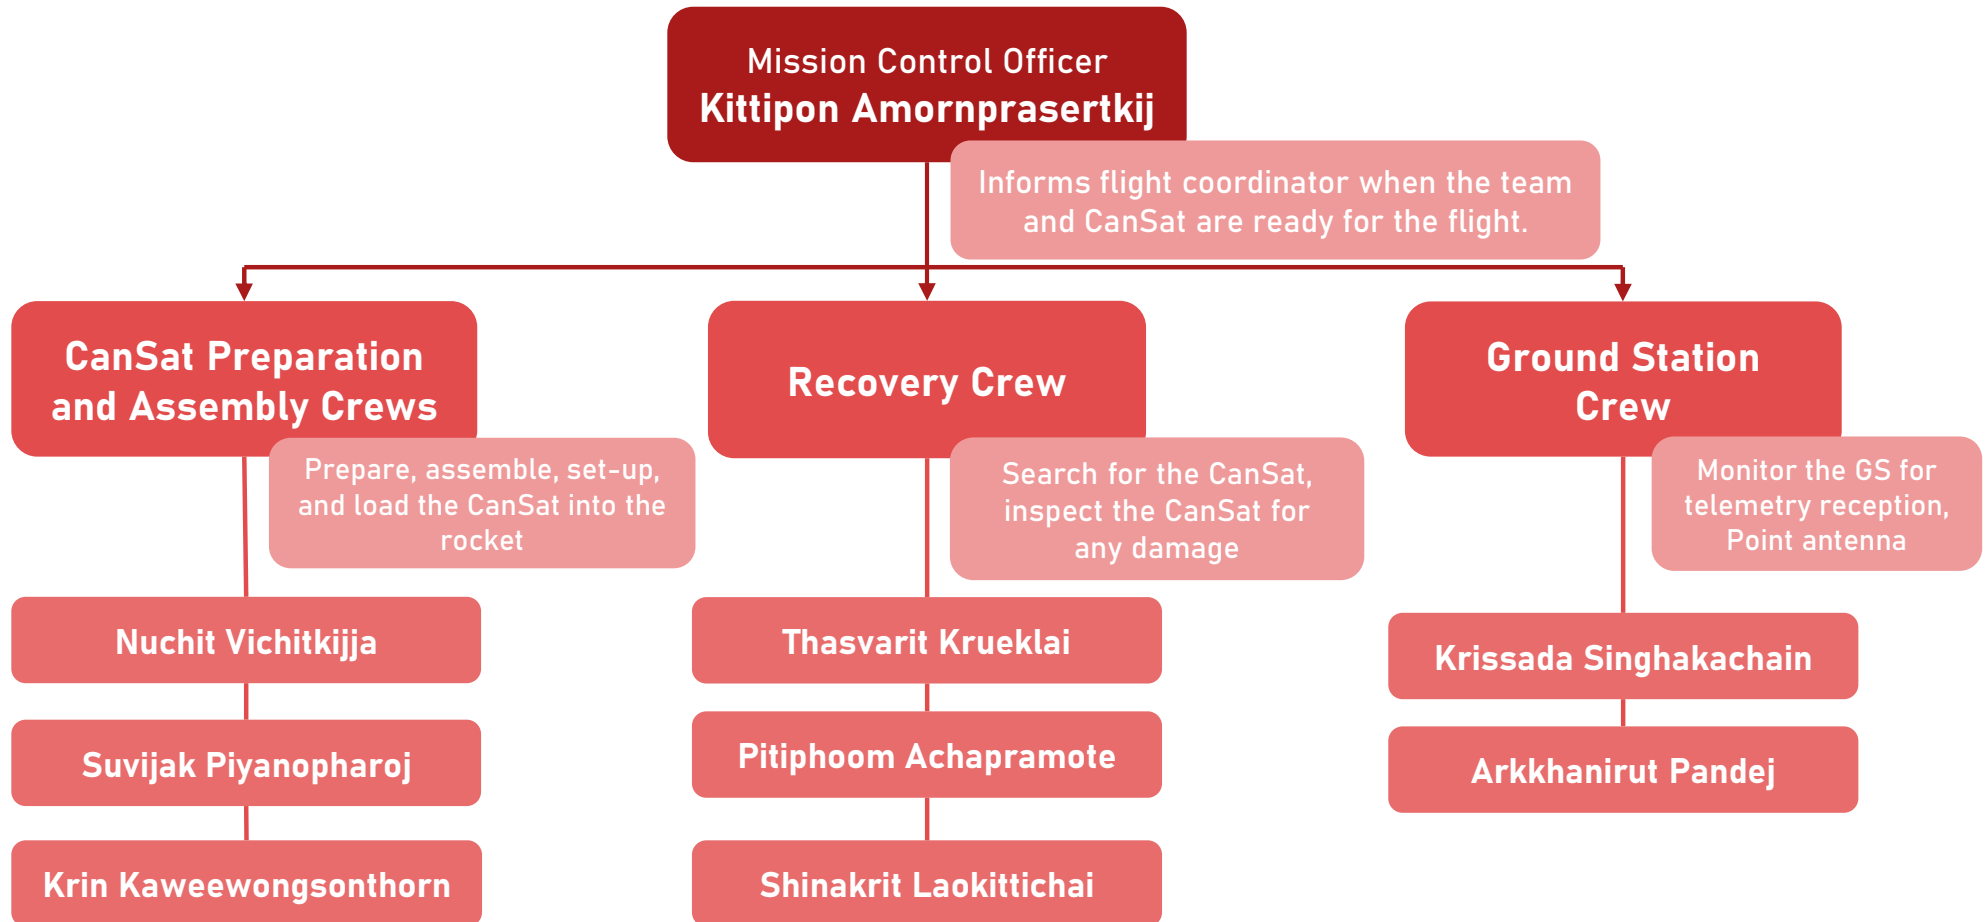 Mission Control Officer
Kittipon Amornprasertkij
Informs flight coordinator when the team
and CanSat are ready for the flight.
CanSat Preparation
and Assembly Crews
Prepare, assemble, set-up,
and load the CanSat into the
rocket
Nuchit Vichitkijja
Suvijak Piyanopharoj
Krin Kaweewongsonthorn
Recovery Crew
Search for the CanSat,
inspect the CanSat for
any damage
Thasvarit Krueklai
Pitiphoom Achapramote
Shinakrit Laokittichai
Ground Station
Crew
Monitor the GS for
telemetry reception,
Point antenna
Krissada Singhakachain
Arkkhanirut Pandej